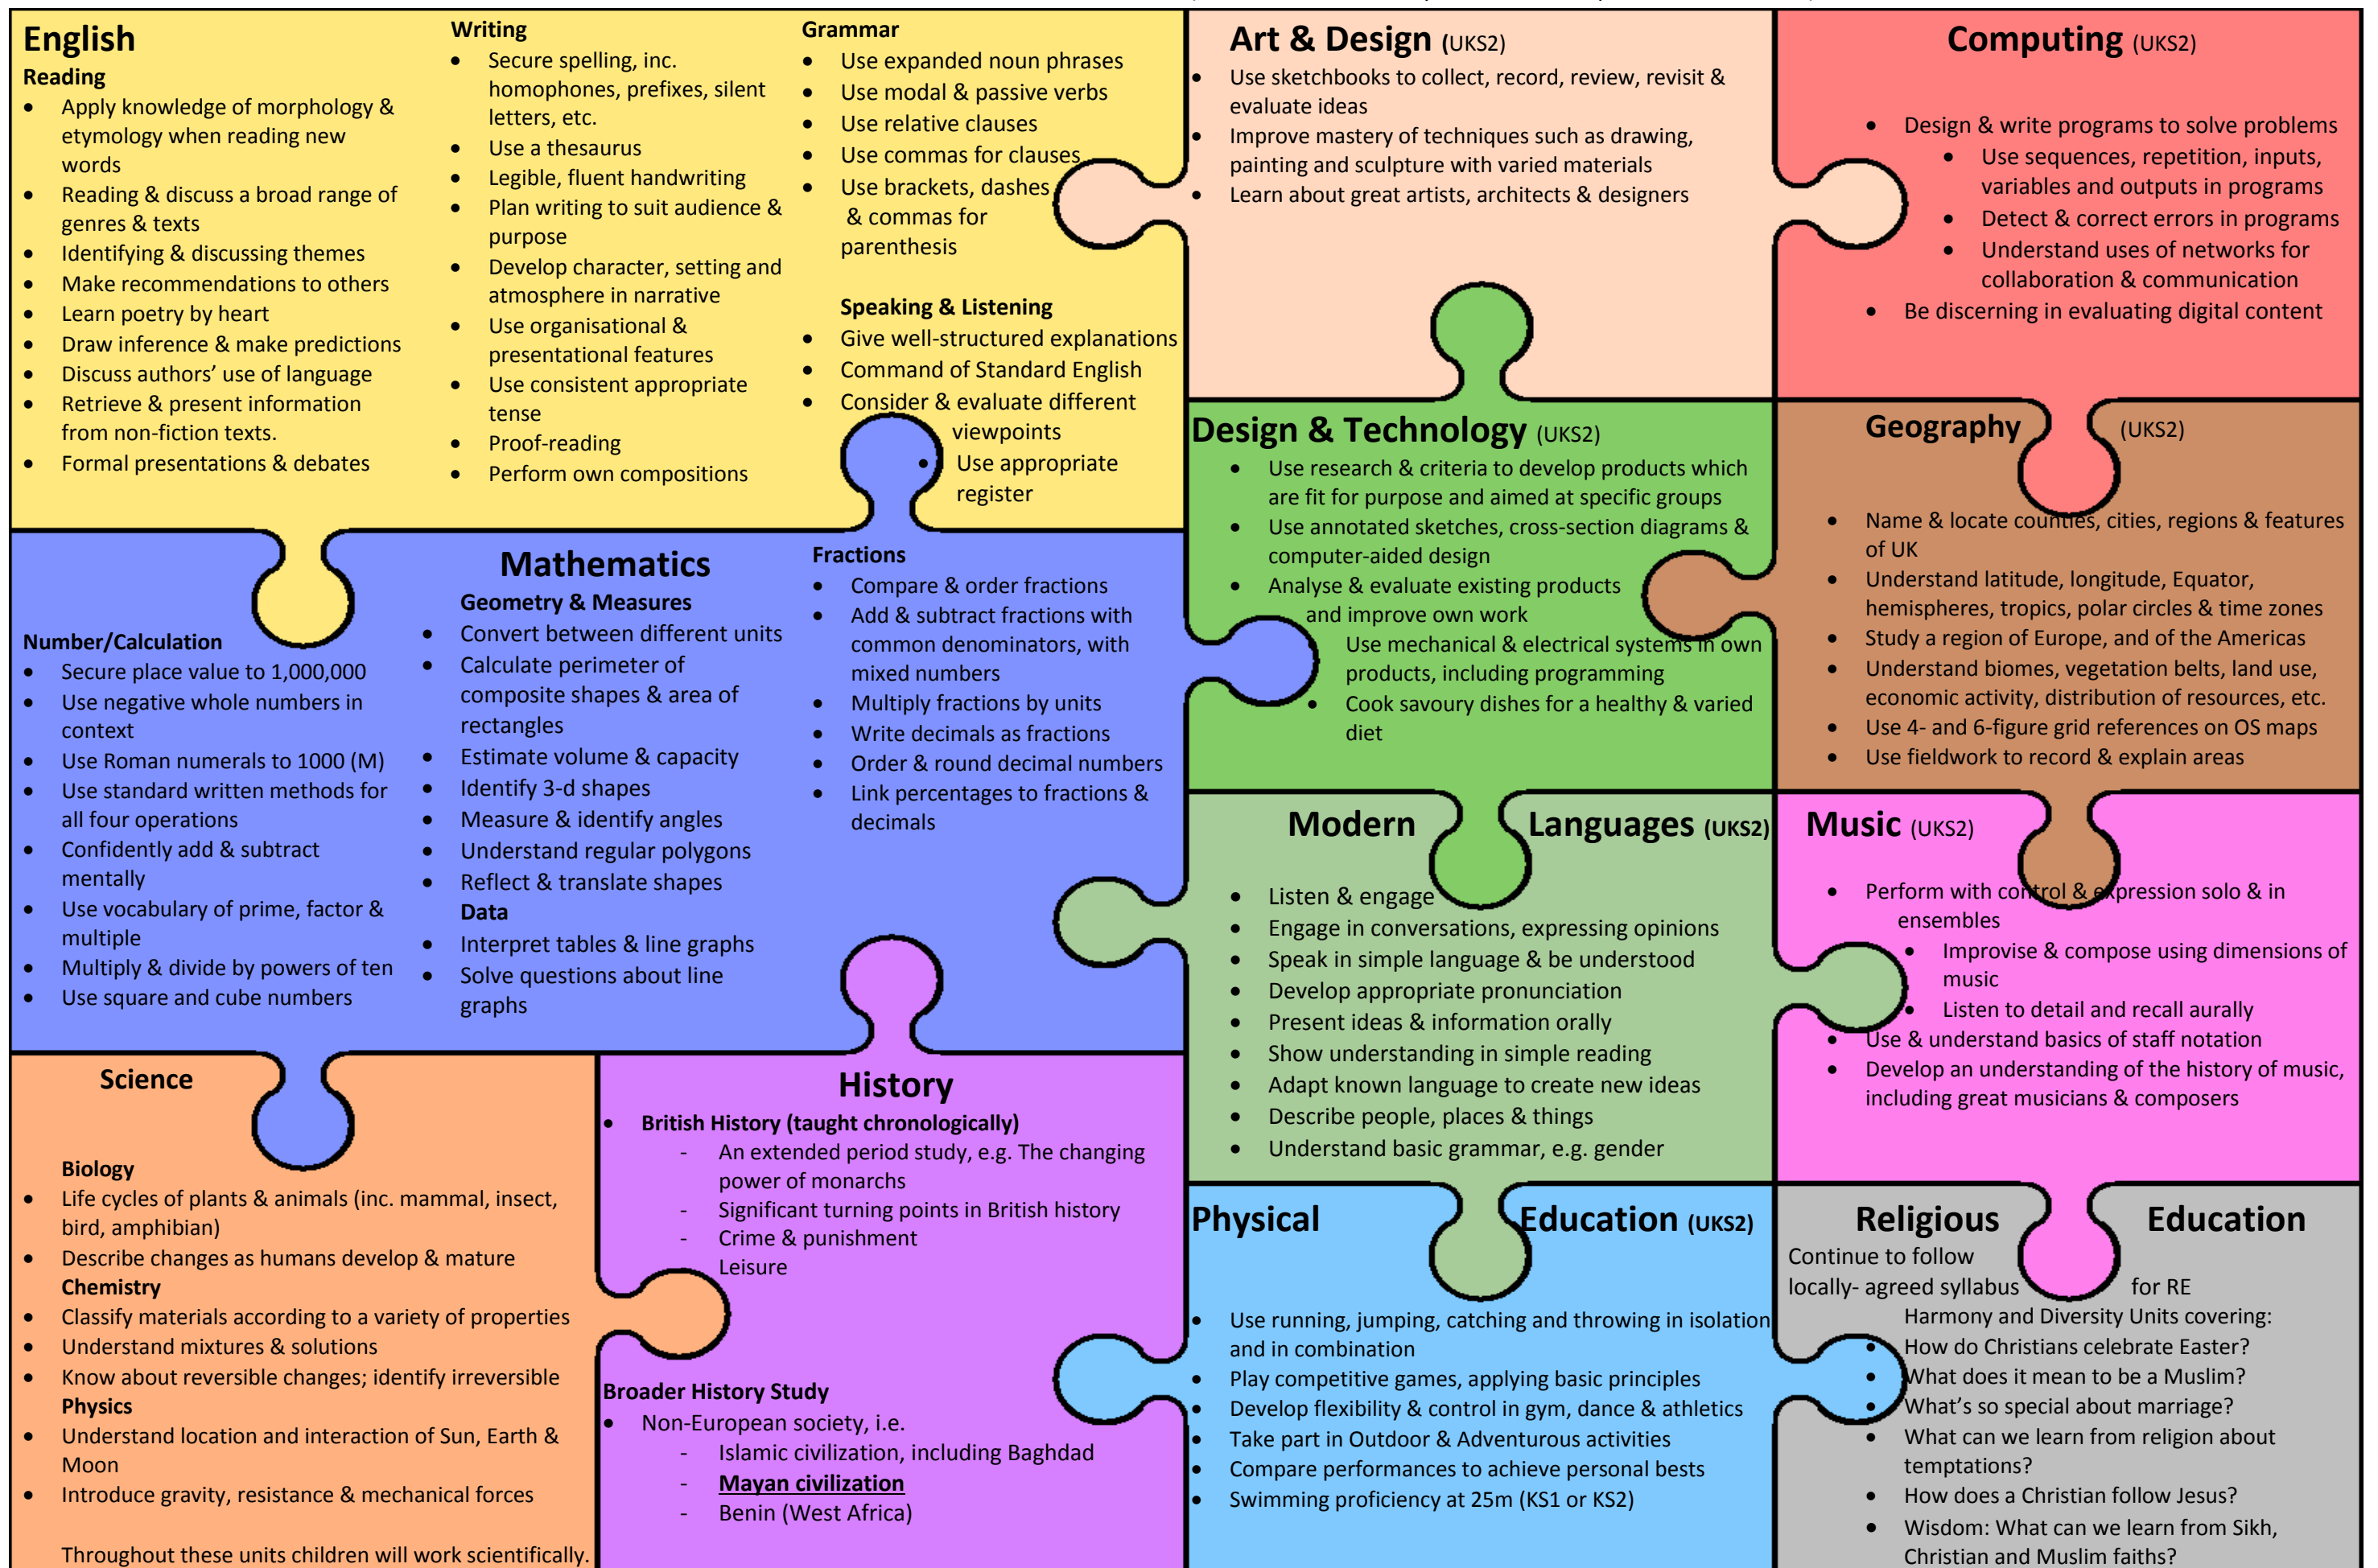 English
Reading
• Apply knowledge of morphology &
etymology when reading new
words
• Reading & discuss a broad range of
genres & texts
• Identifying & discussing themes
• Make recommendations to others
• Learn poetry by heart
• Draw inference & make predictions
• Discuss authors' use of language
• Retrieve & present information
from non-fiction texts.
• Formal presentations & debates
Writing
• Secure spelling, inc.
homophones, prefixes, silent
letters, etc.
• Use a thesaurus
• Legible, fluent handwriting
• Plan writing to suit audience &
purpose
• Develop character, setting and
atmosphere in narrative
• Use organisational &
presentational features
• Use consistent appropriate
tense
• Proof-reading
• Perform own compositions
Grammar
• Use expanded noun phrases
• Use modal & passive verbs
• Use relative clauses
• Use commas for clauses
• Use brackets, dashes
& commas for
parenthesis
Speaking & Listening
• Give well-structured explanations
• Command of Standard English
• Consider & evaluate different
viewpoints
• Use appropriate
register
Art & Design (UKS2)
• Use sketchbooks to collect, record, review, revisit &
evaluate ideas
• Improve mastery of techniques such as drawing,
painting and sculpture with varied materials
• Learn about great artists, architects & designers
Computing (UKS2)
• Design & write programs to solve problems
• Use sequences, repetition, inputs,
variables and outputs in programs
• Detect & correct errors in programs
• Understand uses of networks for
collaboration & communication
• Be discerning in evaluating digital content
Mathematics
Number/Calculation
• Secure place value to 1,000,000
• Use negative whole numbers in
context
• Use Roman numerals to 1000 (M)
• Use standard written methods for
all four operations
• Confidently add & subtract
mentally
• Use vocabulary of prime, factor &
multiple
• Multiply & divide by powers of ten
• Use square and cube numbers
Geometry & Measures
• Convert between different units
• Calculate perimeter of
composite shapes & area of
rectangles
• Estimate volume & capacity
• Identify 3-d shapes
• Measure & identify angles
• Understand regular polygons
• Reflect & translate shapes
Data
• Interpret tables & line graphs
• Solve questions about line
graphs
Fractions
• Compare & order fractions
• Add & subtract fractions with
common denominators, with
mixed numbers
• Multiply fractions by units
• Write decimals as fractions
• Order & round decimal numbers
• Link percentages to fractions &
decimals
Design & Technology (UKS2)
• Use research & criteria to develop products which
are fit for purpose and aimed at specific groups
• Use annotated sketches, cross-section diagrams &
computer-aided design
• Analyse & evaluate existing products
and improve own work
Use mechanical & electrical systems in own
products, including programming
• Cook savoury dishes for a healthy & varied
diet
Geography (UKS2)
• Name & locate counties, cities, regions & features
of UK
• Understand latitude, longitude, Equator,
hemispheres, tropics, polar circles & time zones
• Study a region of Europe, and of the Americas
• Understand biomes, vegetation belts, land use,
economic activity, distribution of resources, etc.
• Use 4- and 6-figure grid references on OS maps
• Use fieldwork to record & explain areas
Modern Languages (UKS2)
• Listen & engage
• Engage in conversations, expressing opinions
• Speak in simple language & be understood
• Develop appropriate pronunciation
• Present ideas & information orally
• Show understanding in simple reading
• Adapt known language to create new ideas
• Describe people, places & things
• Understand basic grammar, e.g. gender
Music (UKS2)
• Perform with control & expression solo & in
ensembles
• Improvise & compose using dimensions of
music
• Listen to detail and recall aurally
• Use & understand basics of staff notation
• Develop an understanding of the history of music,
including great musicians & composers
Science
Biology
• Life cycles of plants & animals (inc. mammal, insect,
bird, amphibian)
• Describe changes as humans develop & mature
Chemistry
• Classify materials according to a variety of properties
• Understand mixtures & solutions
• Know about reversible changes; identify irreversible
Physics
• Understand location and interaction of Sun, Earth &
Moon
• Introduce gravity, resistance & mechanical forces
Throughout these units children will work scientifically.
History
• British History (taught chronologically)
- An extended period study, e.g. The changing
power of monarchs
- Significant turning points in British history
- Crime & punishment
Leisure
Broader History Study
• Non-European society, i.e.
- Islamic civilization, including Baghdad
- Mayan civilization
- Benin (West Africa)
Physical Education (UKS2)
• Use running, jumping, catching and throwing in isolation
and in combination
• Play competitive games, applying basic principles
• Develop flexibility & control in gym, dance & athletics
• Take part in Outdoor & Adventurous activities
• Compare performances to achieve personal bests
• Swimming proficiency at 25m (KS1 or KS2)
Religious Education
Continue to follow
locally- agreed syllabus for RE
Harmony and Diversity Units covering:
• How do Christians celebrate Easter?
• What does it mean to be a Muslim?
• What's so special about marriage?
• What can we learn from religion about
temptations?
• How does a Christian follow Jesus?
• Wisdom: What can we learn from Sikh,
Christian and Muslim faiths?